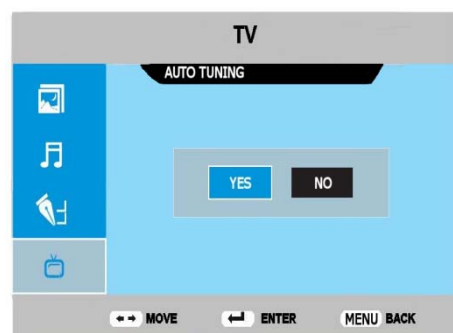 TV
AUTO TUNING
YES NO
MOVE ENTER MENU BACK